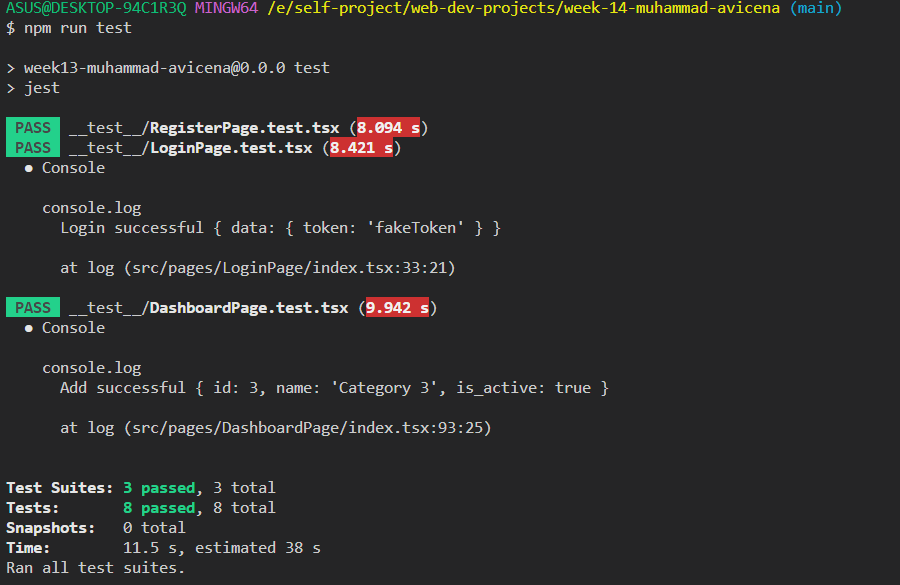 ASUS@DESKTOP-94C1R3Q MINGW64 /e/self-project/web-dev-projects/week-14-muhammad-avicena (main)
$ npm run test
> week13-muhammad-avicena@0.0.0 test
> jest
PASS __test__/RegisterPage.test.tsx (8.094 s)
PASS __test__/LoginPage.test.tsx (8.421 s)
● Console
console.log
Login successful { data: { token: 'fakeToken' } }
at log (src/pages/LoginPage/index.tsx:33:21)
PASS __test__/DashboardPage.test.tsx (9.942 s)
● Console
console.log
Add successful { id: 3, name: 'Category 3', is_active: true }
at log (src/pages/DashboardPage/index.tsx:93:25)
Test Suites: 3 passed, 3 total
Tests: 8 passed, 8 total
Snapshots: 0 total
Time: 11.5 s, estimated 38 s
Ran all test suites.